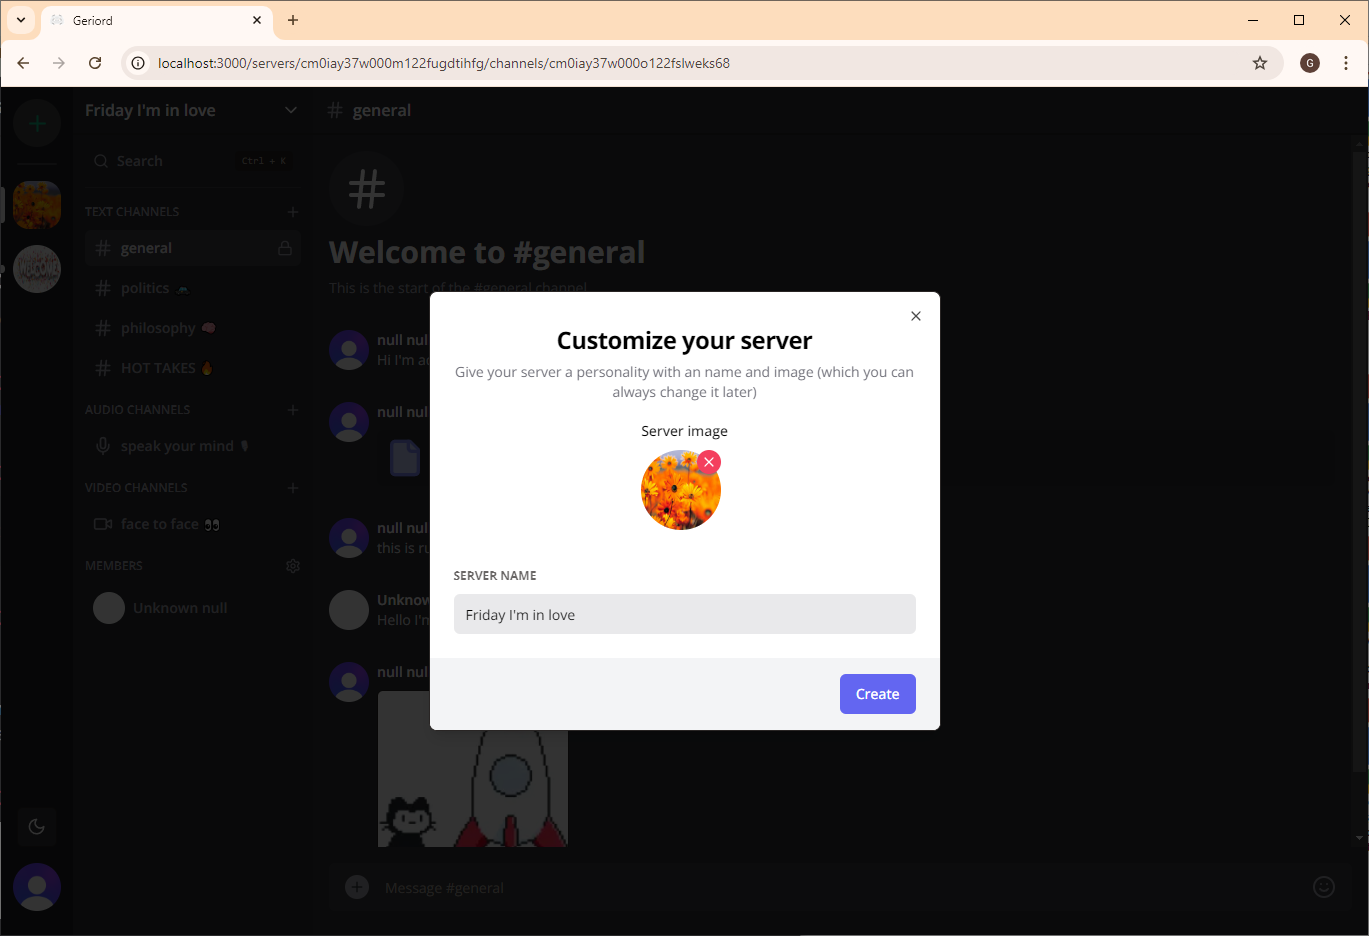 Geriord
localhost:3000/servers/cm0iay37w000m122fugdtihfg/channels/cm0iay37w000o122fslweks68
G
Friday I'm in love
# general
Search
Ctrl + K
TEXT CHANNELS
# general
# politics
# philosophy 🧠
# HOT TAKES 🔥
AUDIO CHANNELS
speak your mind 🎙
VIDEO CHANNELS
face to face 👀
MEMBERS
Unknown null
WELCOME
#
Welcome to #general
This is the start of the #general channel
null nul
Hi I'm a
null nul
null nul
this is ru
Unknow
Hello I'm
null nul
Customize your server
Give your server a personality with an name and image (which you can
always change it later)
Server image
SERVER NAME
Friday I'm in love
Create
Message #general